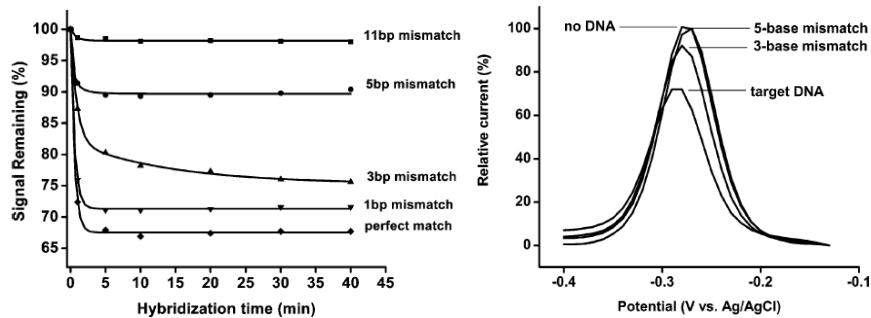 100
95
90
85
80
75
70
65
Signal Remaining (%)
11bp mismatch
5bp mismatch
3bp mismatch
1bp mismatch
perfect match
0 5 10 15 20 25 30 35 40 45
Hybridization time (min)
100
80
60
40
20
0
Relative current (%)
no DNA
5-base mismatch
3-base mismatch
target DNA
-0.4 -0.3 -0.2 -0.1
Potential (V vs. Ag/AgCl)